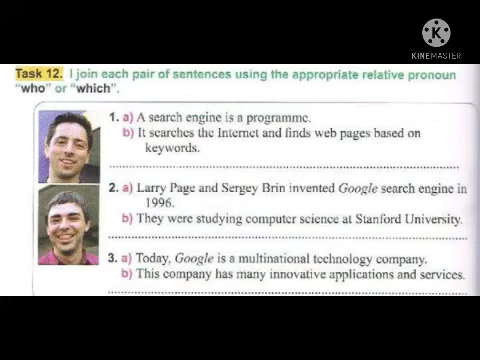 KINEMASTER
Task 12. I join each pair of sentences using the appropriate relative pronoun
"who" or "which".
1. a) A search engine is a programme.
b) It searches the Internet and finds web pages based on
keywords.
2. a) Larry Page and Sergey Brin invented Google search engine in
1996.
b) They were studying computer science at Stanford University.
3. a) Today, Google is a multinational technology company.
b) This company has many innovative applications and services.